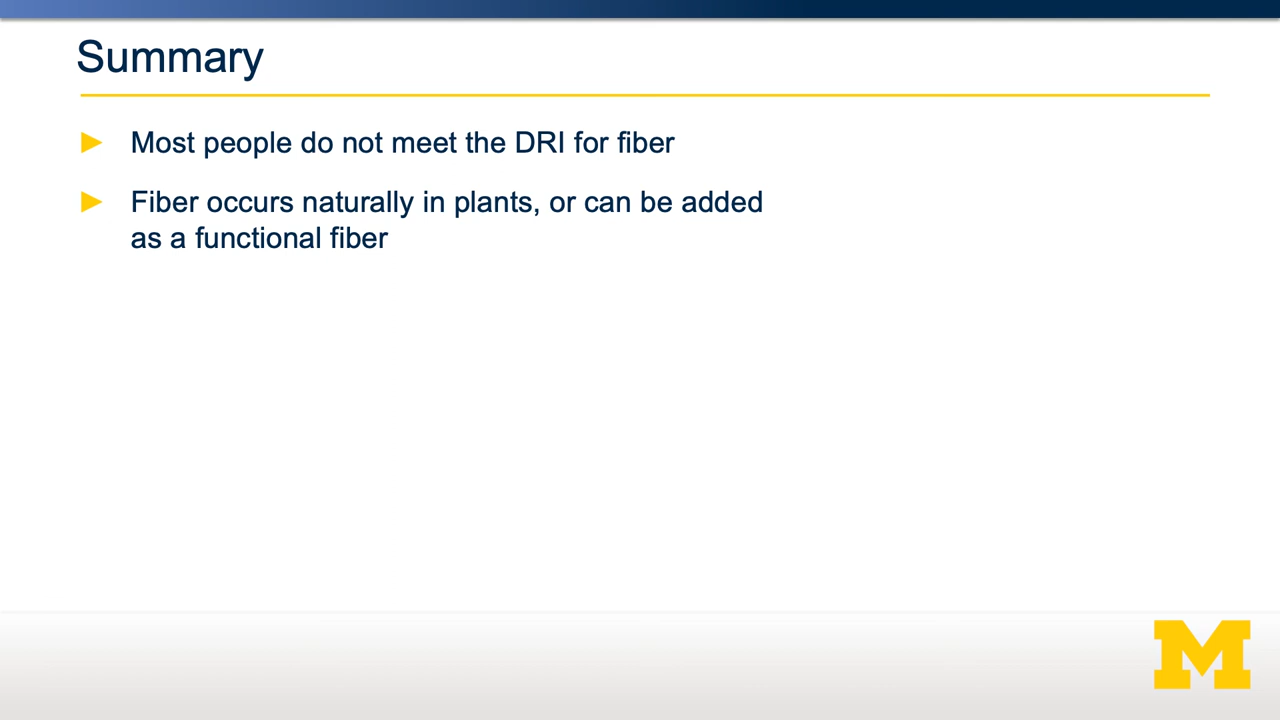 Summary
Most people do not meet the DRI for fiber
Fiber occurs naturally in plants, or can be added
as a functional fiber
M